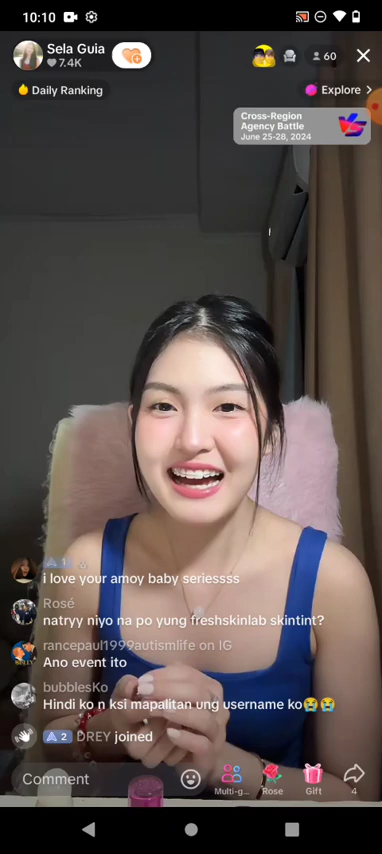 10:10
Sela Guia
7.4K
60
Daily Ranking
Explore
Cross-Region
Agency Battle
June 25-28, 2024
1
i love your amoy baby seriessss
Rosé
natryy niyo na po yung freshskinlab skintint?
rancepaul1999autismlife on IG
Ano event ito
bubblesKo
Hindi ko n ksi mapalitan ung username ko😭😭
2 DREY joined
Comment
Multi-g...
Rose
Gift
4